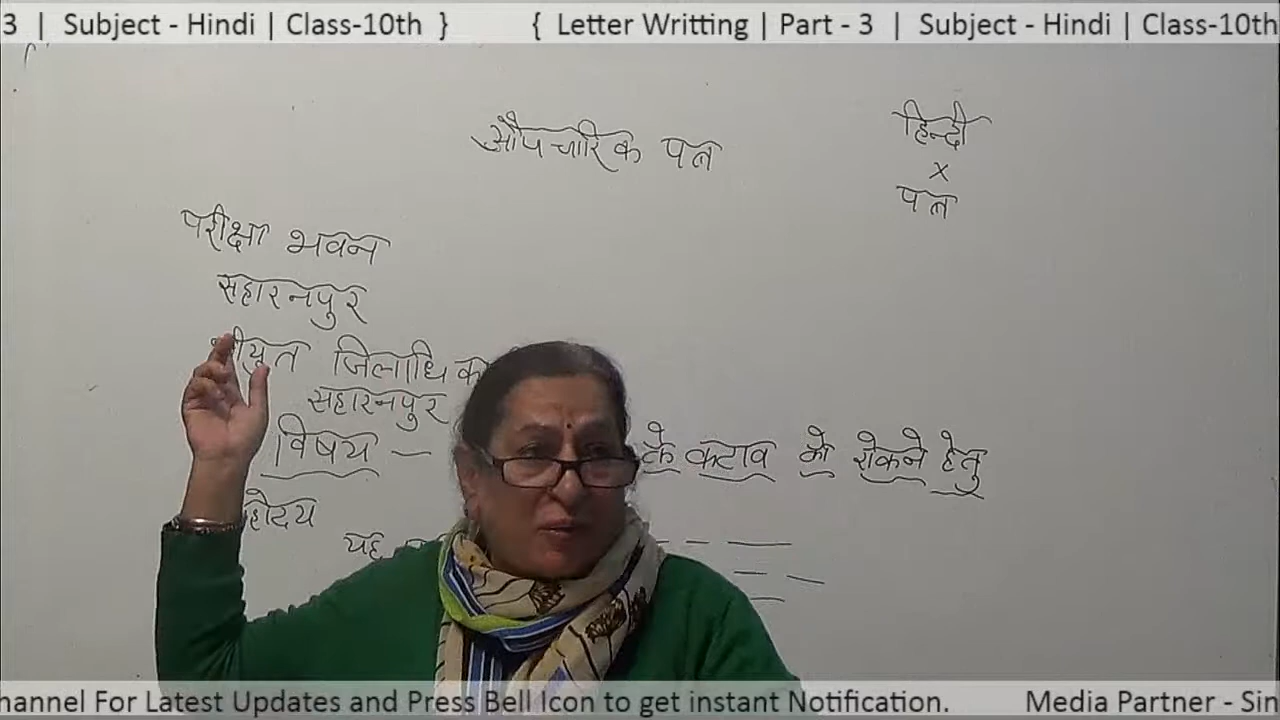 3 | Subject - Hindi | Class-10th } { Letter Writting | Part - 3 | Subject - Hindi | Class-10th
औपचारिक पत्र
हिन्दी
x
पत्र
परीक्षा भवन
सहारनपुर
जिलाधि
सहारनपुर
विषय — के कटाव को रोकने हेतु
यह
hannel For Latest Updates and Press Bell Icon to get instant Notification. Media Partner - Sin